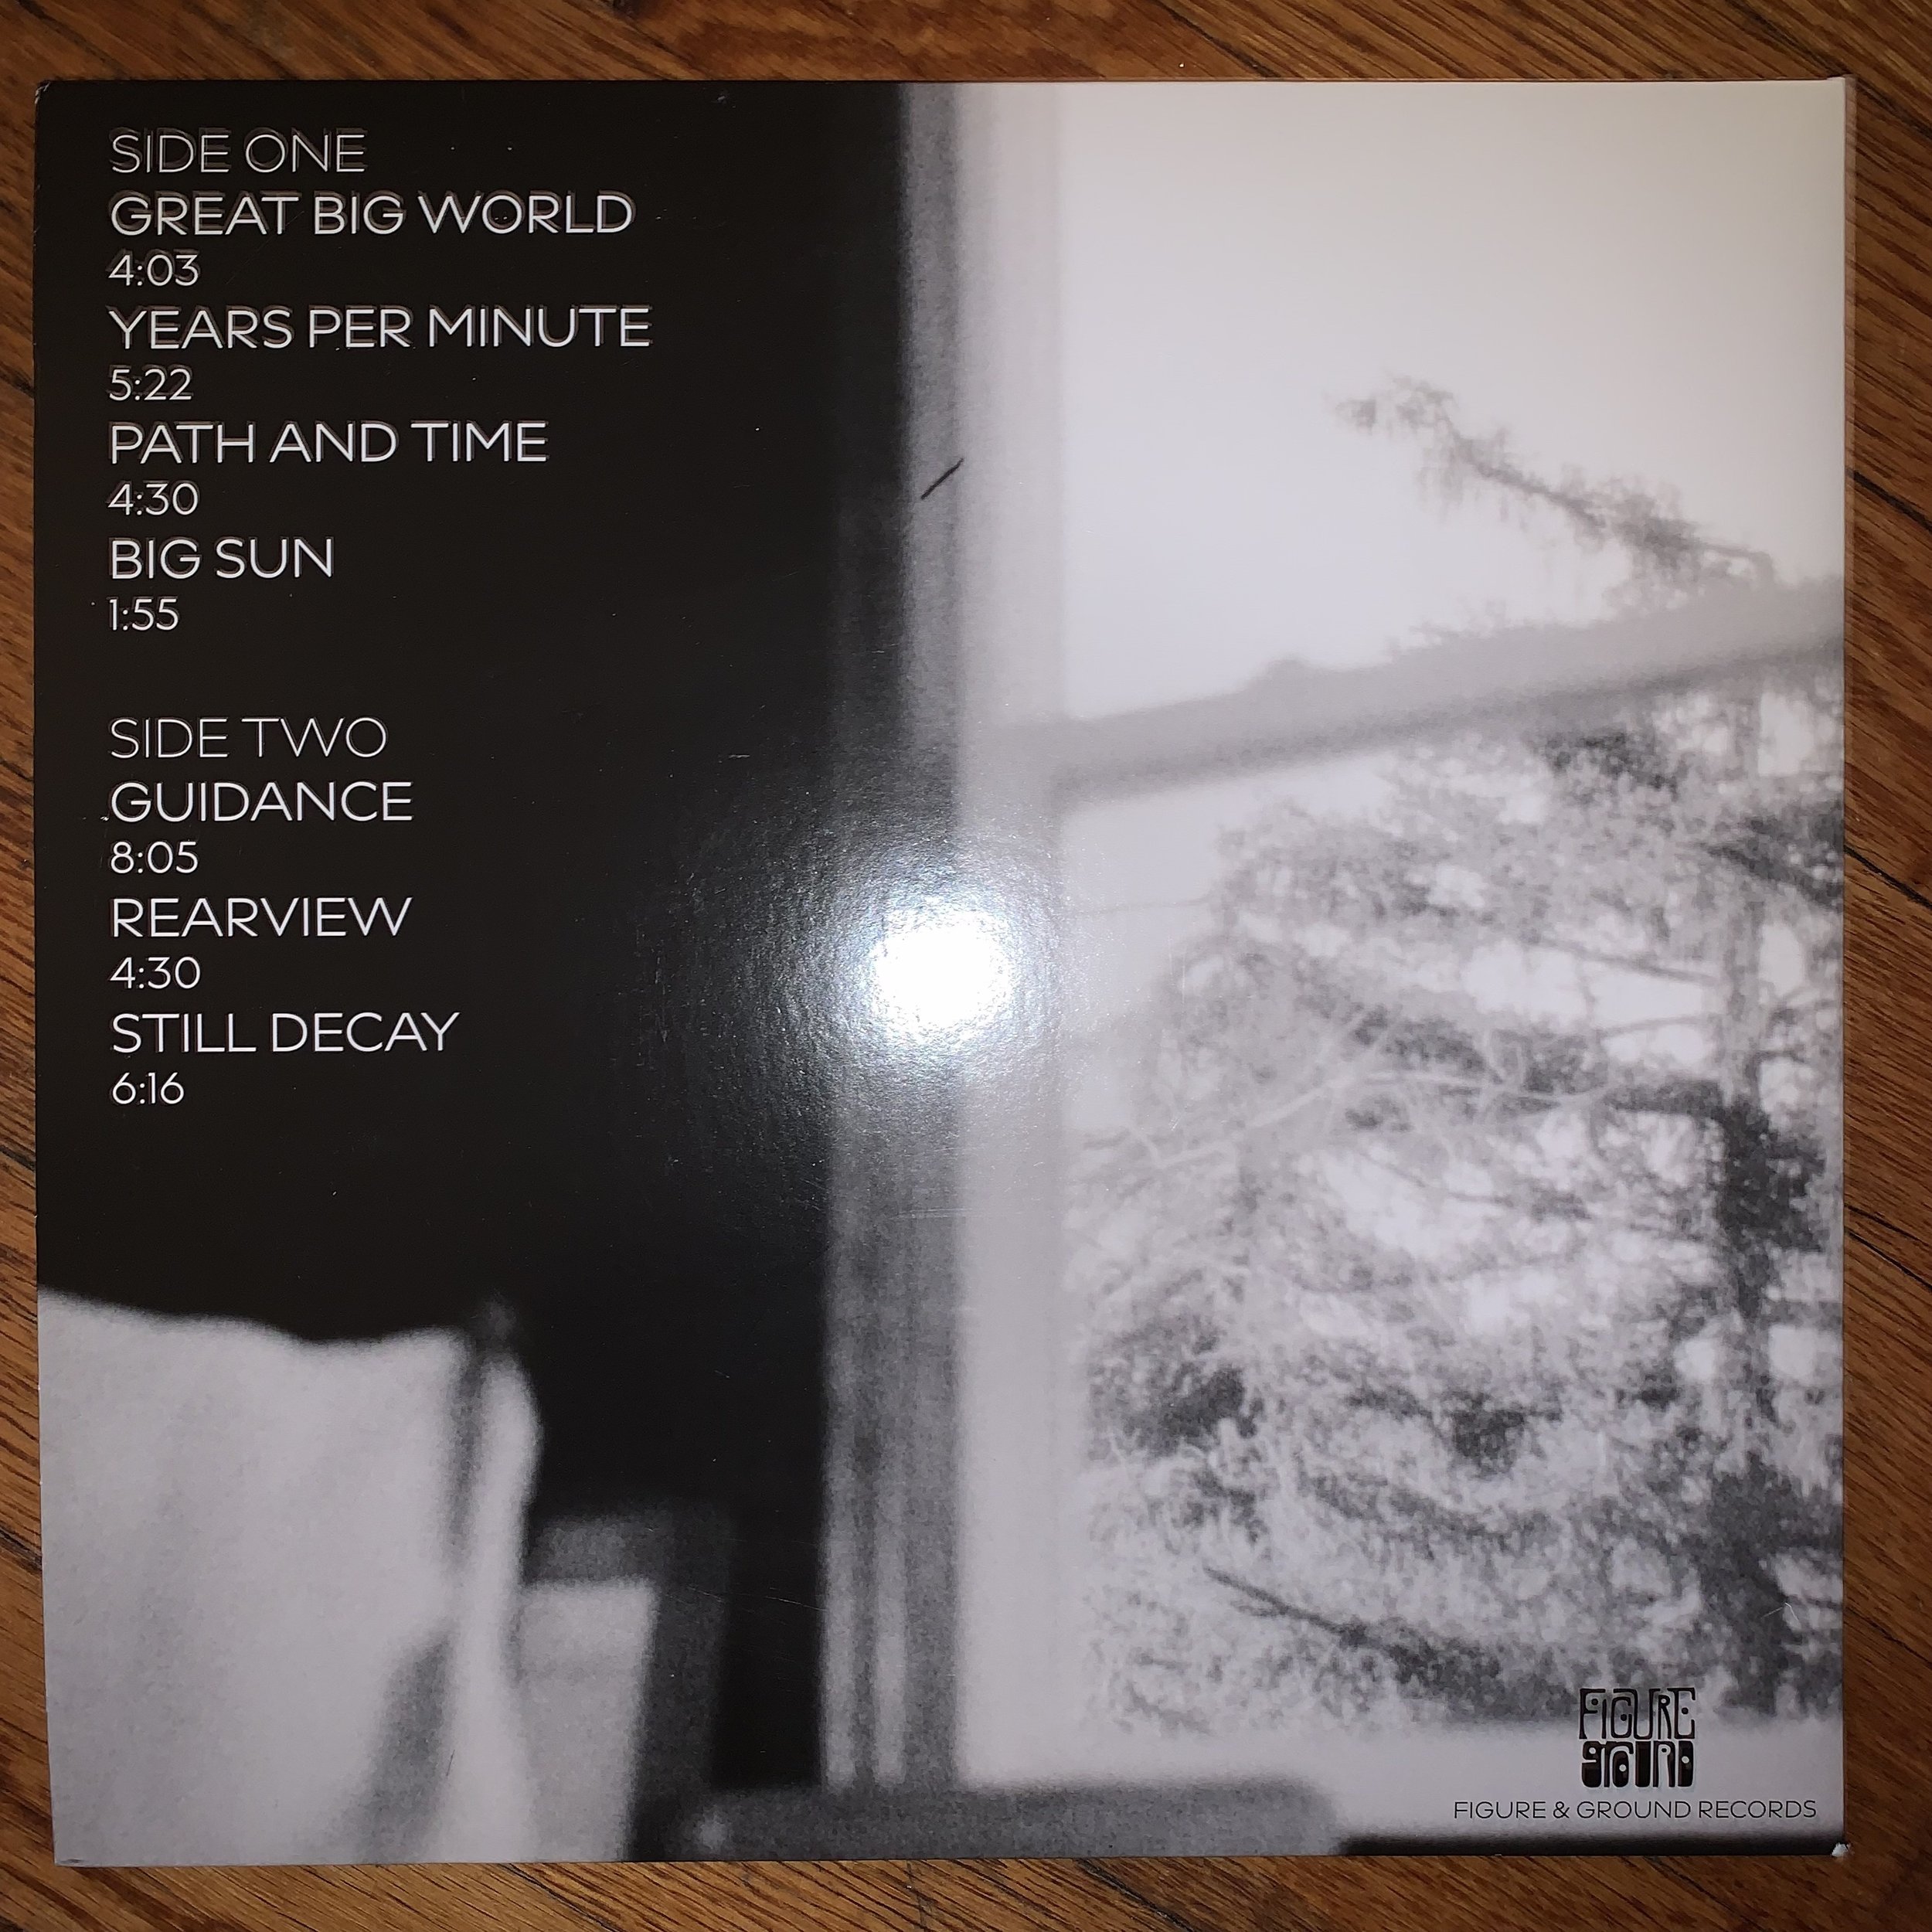 SIDE ONE
GREAT BIG WORLD
4:03
YEARS PER MINUTE
5:22
PATH AND TIME
4:30
BIG SUN
1:55
SIDE TWO
GUIDANCE
8:05
REARVIEW
4:30
STILL DECAY
6:16
FIGURE
GROUND
FIGURE & GROUND RECORDS